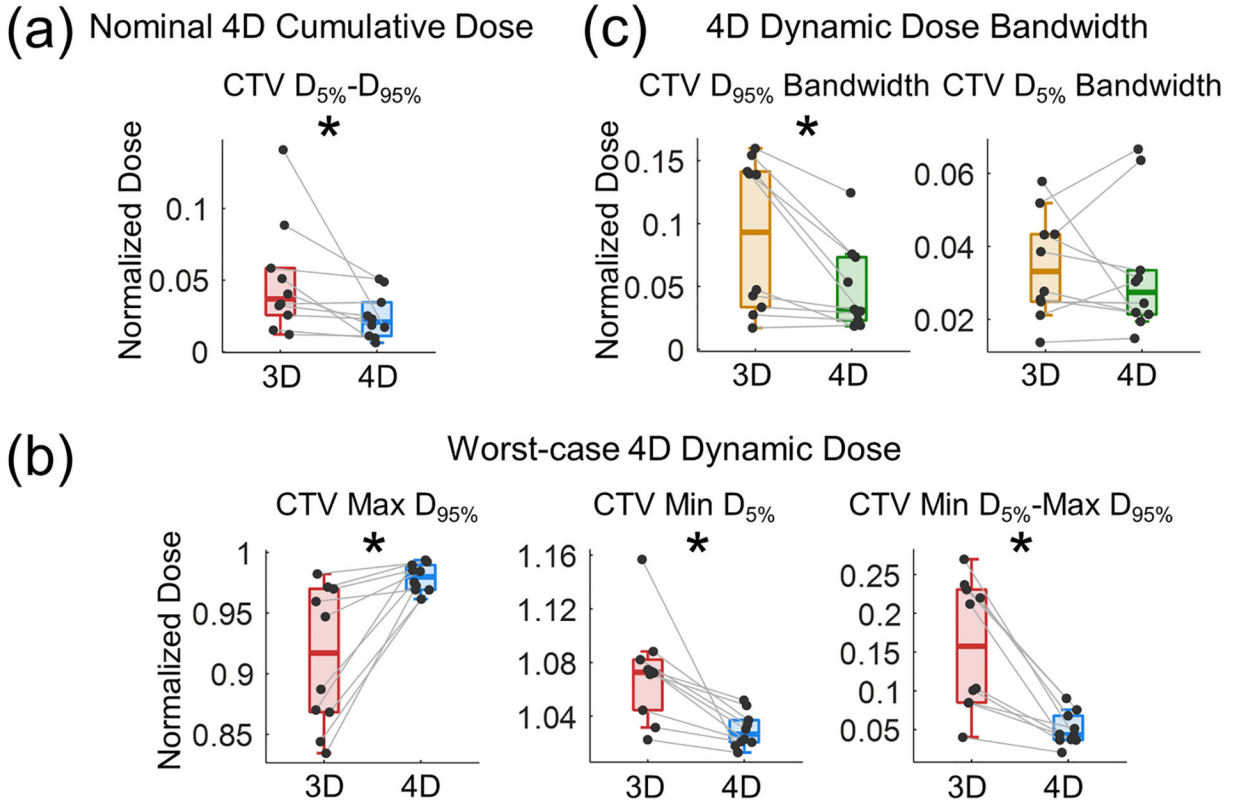 (a) Nominal 4D Cumulative Dose
CTV D5%-D95%
*
Normalized Dose
0.1
0.05
0
3D 4D
(c) 4D Dynamic Dose Bandwidth
CTV D95% Bandwidth
*
Normalized Dose
0.15
0.1
0.05
0
3D 4D
CTV D5% Bandwidth
0.06
0.04
0.02
3D 4D
(b) Worst-case 4D Dynamic Dose
CTV Max D95%
*
Normalized Dose
1
0.95
0.9
0.85
3D 4D
CTV Min D5%
*
1.16
1.12
1.08
1.04
3D 4D
CTV Min D5%-Max D95%
*
0.25
0.2
0.15
0.1
0.05
3D 4D